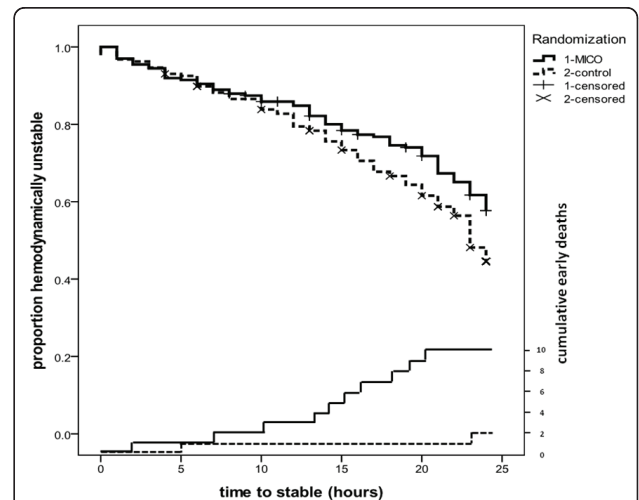 Randomization
1-MICO
2-control
1-censored
2-censored
proportion hemodynamically unstable
1.0
0.8
0.6
0.4
0.2
0.0
cumulative early deaths
10
8
6
4
2
0
0
5
10
15
20
25
time to stable (hours)